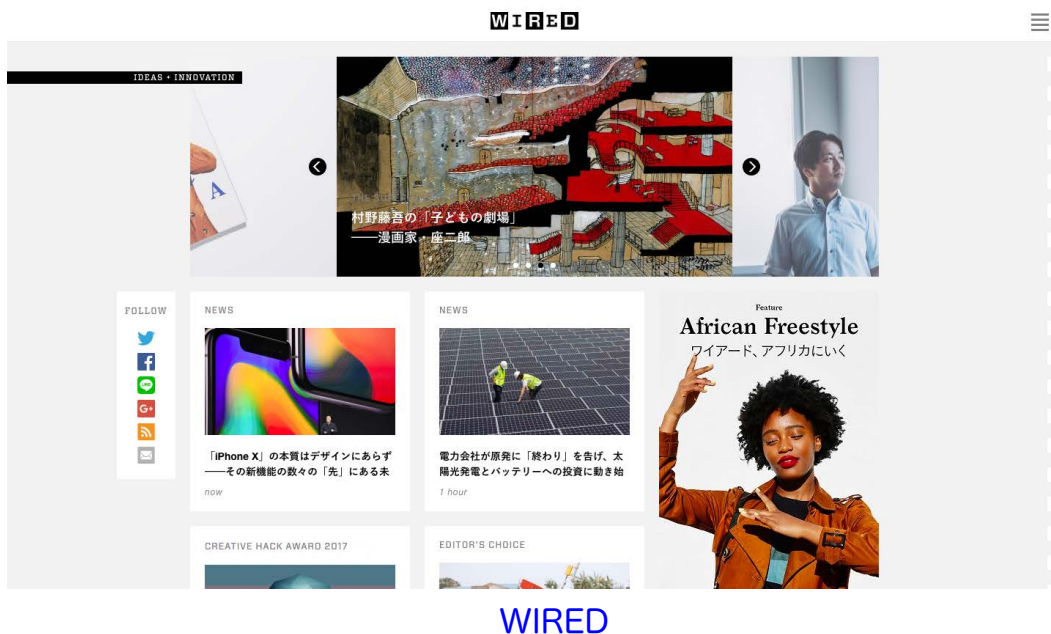 WIRED
IDEAS + INNOVATION
A
村野藤吾の「子どもの劇場」
——漫画家・座二郎
FOLLOW
LINE
G+
NEWS
「iPhone X」の本質はデザインにあらず
——その新機能の数々の「先」にある未
now
NEWS
電力会社が原発に「終わり」を告げ、太
陽光発電とバッテリーへの投資に動き始
1 hour
Feature
African Freestyle
ワイアード、アフリカにいく
CREATIVE HACK AWARD 2017
EDITOR'S CHOICE
WIRED